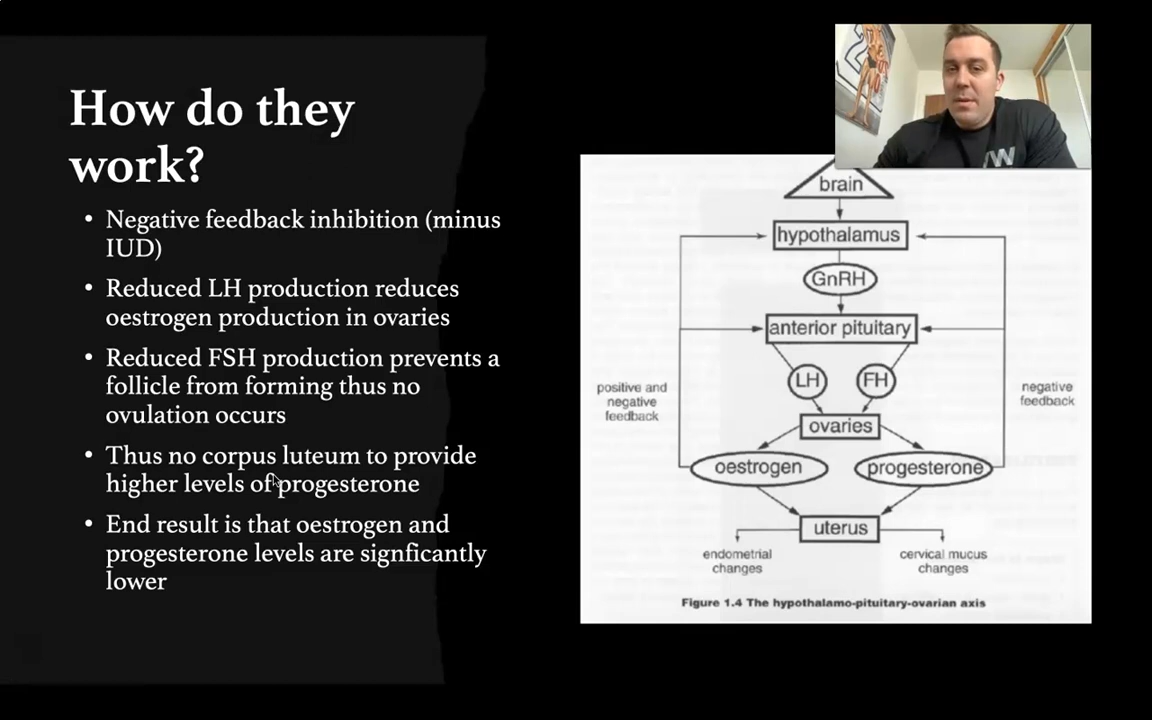 How do they
work?
• Negative feedback inhibition (minus
IUD)
• Reduced LH production reduces
oestrogen production in ovaries
• Reduced FSH production prevents a
follicle from forming thus no
ovulation occurs
• Thus no corpus luteum to provide
higher levels of progesterone
• End result is that oestrogen and
progesterone levels are signficantly
lower
brain
hypothalamus
GnRH
anterior pituitary
LH
FH
positive and
negative
feedback
negative
feedback
ovaries
oestrogen
progesterone
uterus
endometrial
changes
cervical mucus
changes
Figure 1.4 The hypothalamo-pituitary-ovarian axis